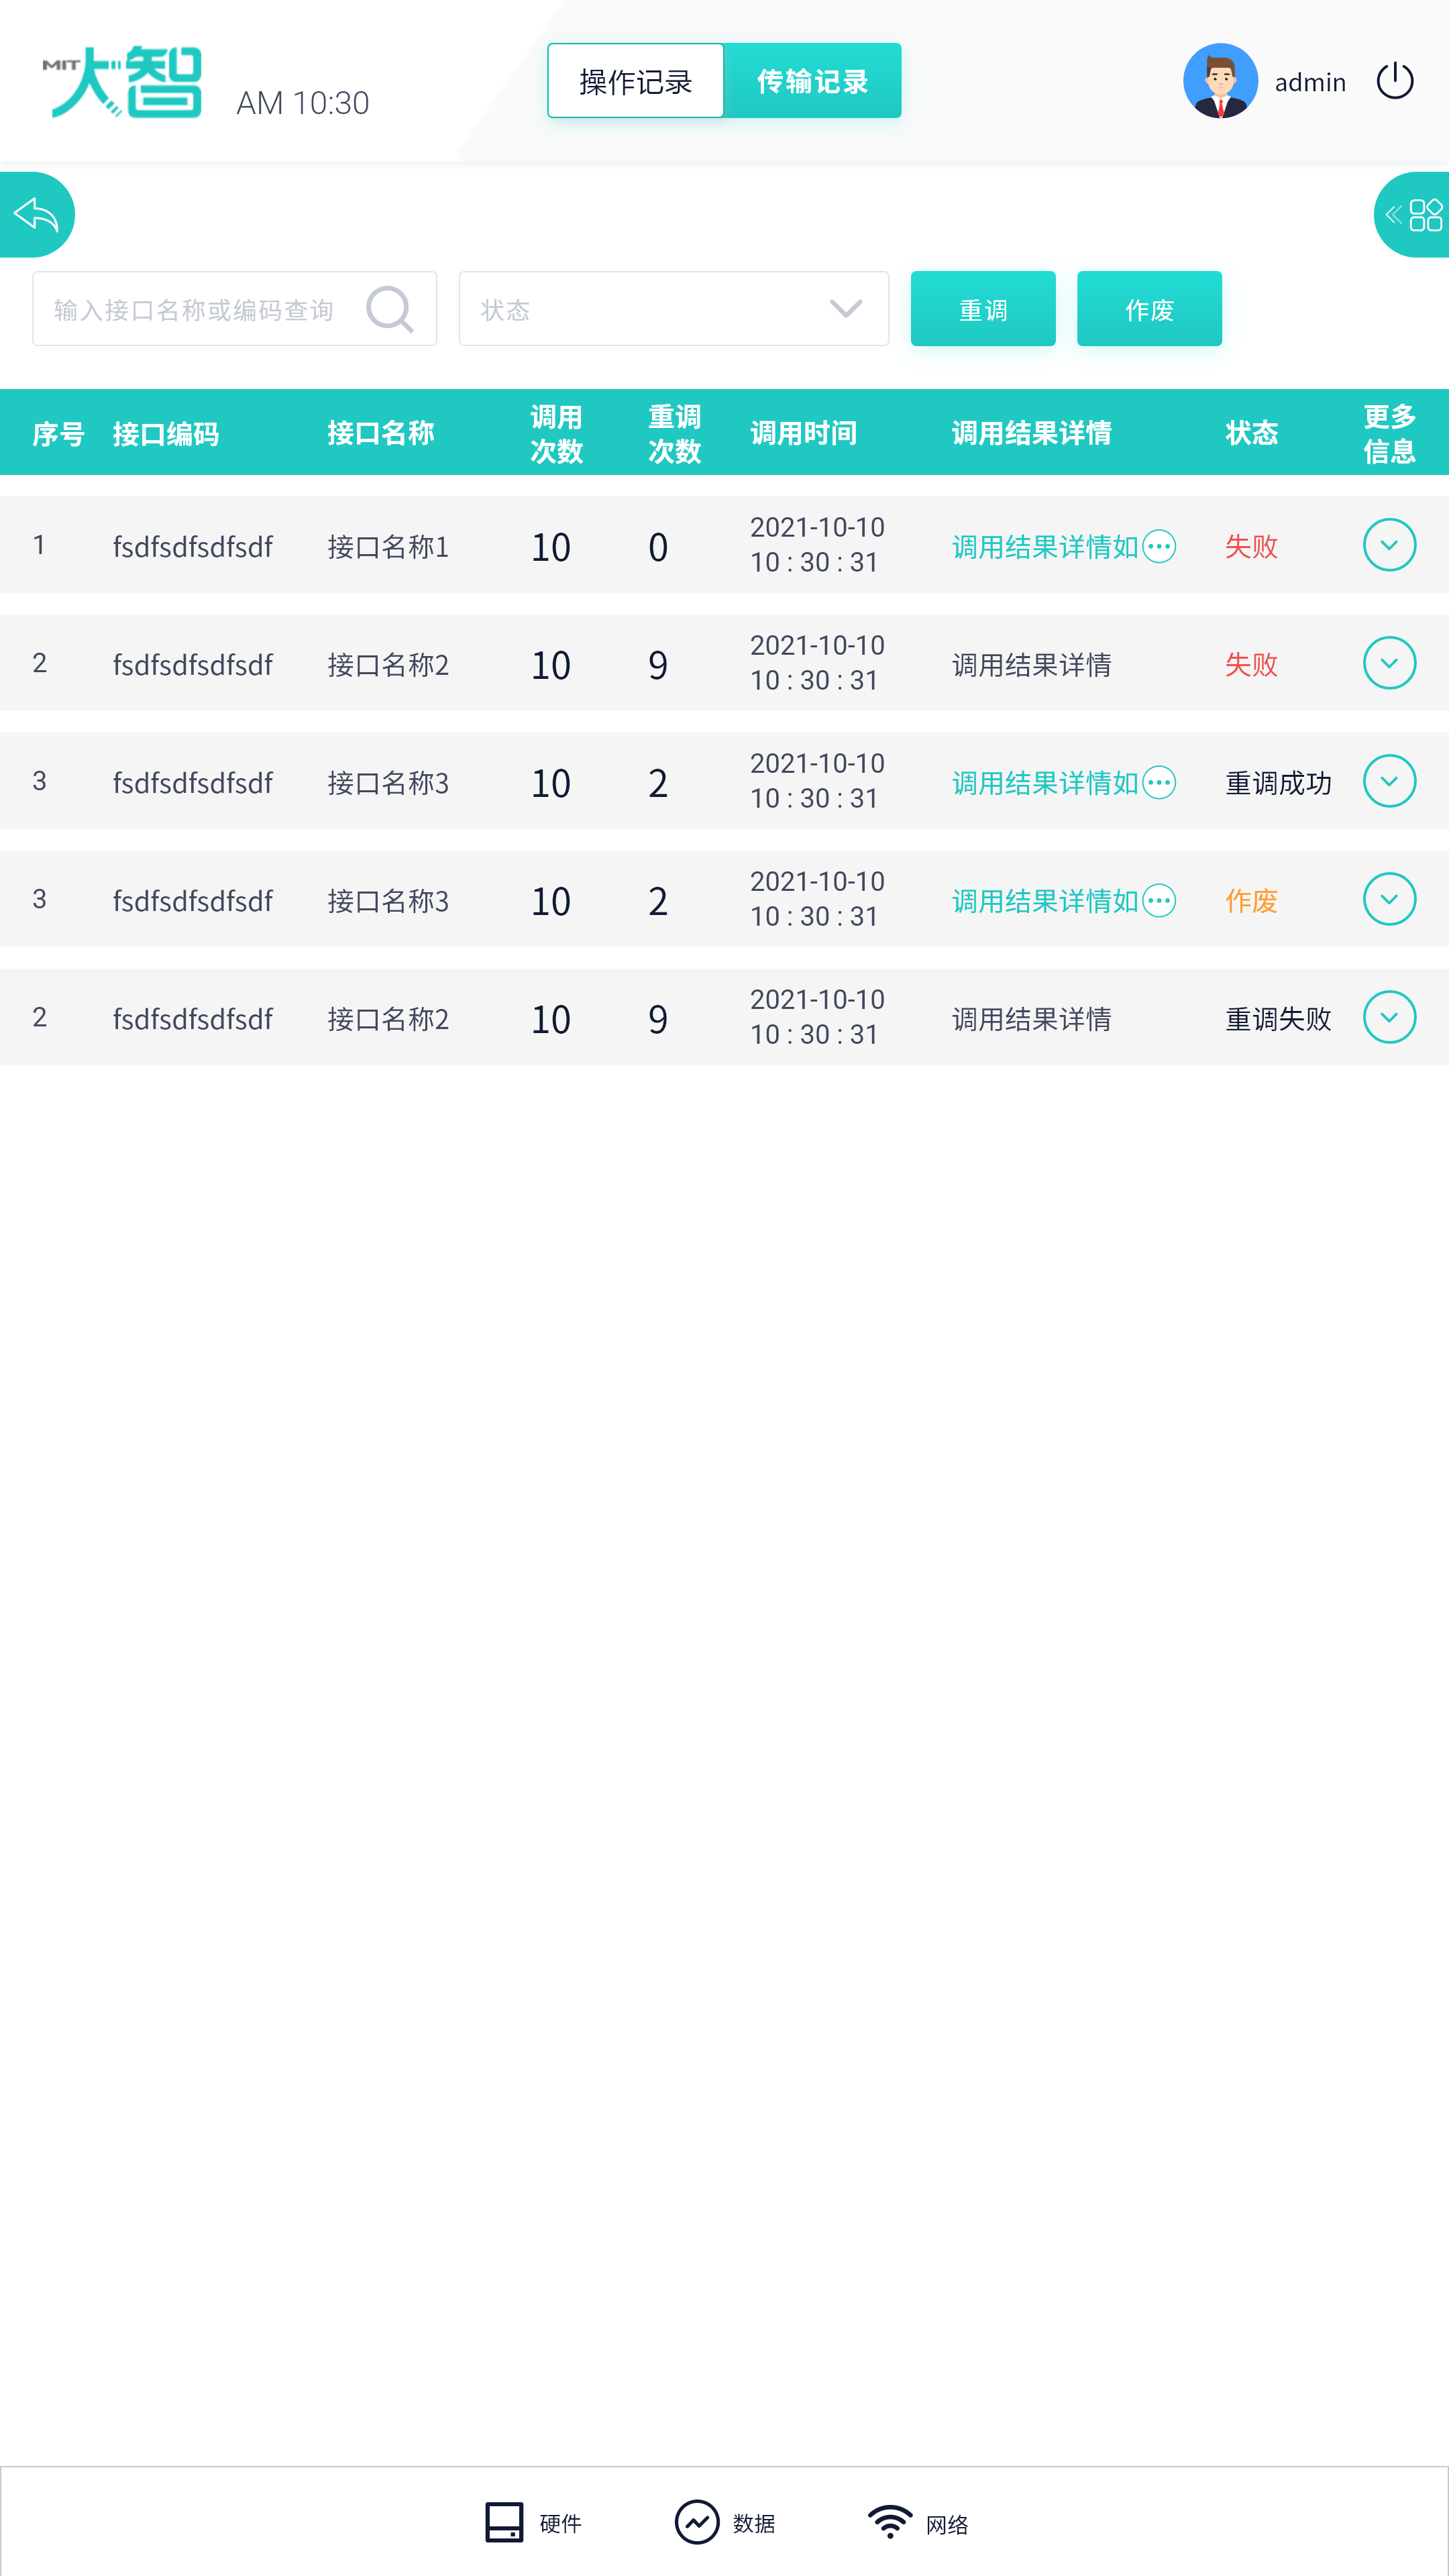 MIT大智
AM 10:30
操作记录
传输记录
admin
输入接口名称或编码查询
状态
重调
作废
序号 接口编码 接口名称 调用次数 重调次数 调用时间 调用结果详情 状态 更多信息
1 fsdfsdfsdfsdf 接口名称1 10 0 2021-10-10 10 : 30 : 31 调用结果详情如 失败
2 fsdfsdfsdfsdf 接口名称2 10 9 2021-10-10 10 : 30 : 31 调用结果详情 失败
3 fsdfsdfsdfsdf 接口名称3 10 2 2021-10-10 10 : 30 : 31 调用结果详情如 重调成功
3 fsdfsdfsdfsdf 接口名称3 10 2 2021-10-10 10 : 30 : 31 调用结果详情如 作废
2 fsdfsdfsdfsdf 接口名称2 10 9 2021-10-10 10 : 30 : 31 调用结果详情 重调失败
硬件
数据
网络